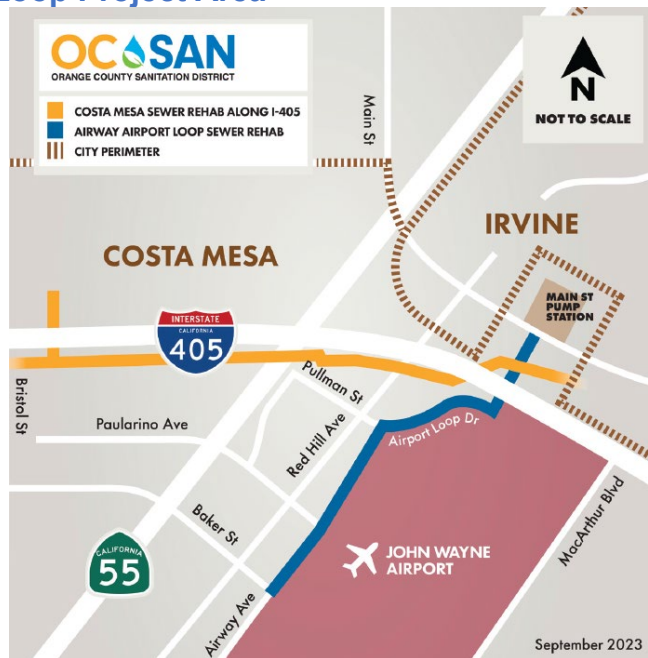 Loop Project Area
OC SAN
ORANGE COUNTY SANITATION DISTRICT
COSTA MESA SEWER REHAB ALONG I-405
AIRWAY AIRPORT LOOP SEWER REHAB
CITY PERIMETER
Main St
N
NOT TO SCALE
COSTA MESA
IRVINE
MAIN ST
PUMP
STATION
INTERSTATE
CALIFORNIA
405
Bristol St
Pullman St
Paularino Ave
Red Hill Ave
Airport Loop Dr
Baker St
MacArthur Blvd
CALIFORNIA
55
JOHN WAYNE
AIRPORT
Airway Ave
September 2023